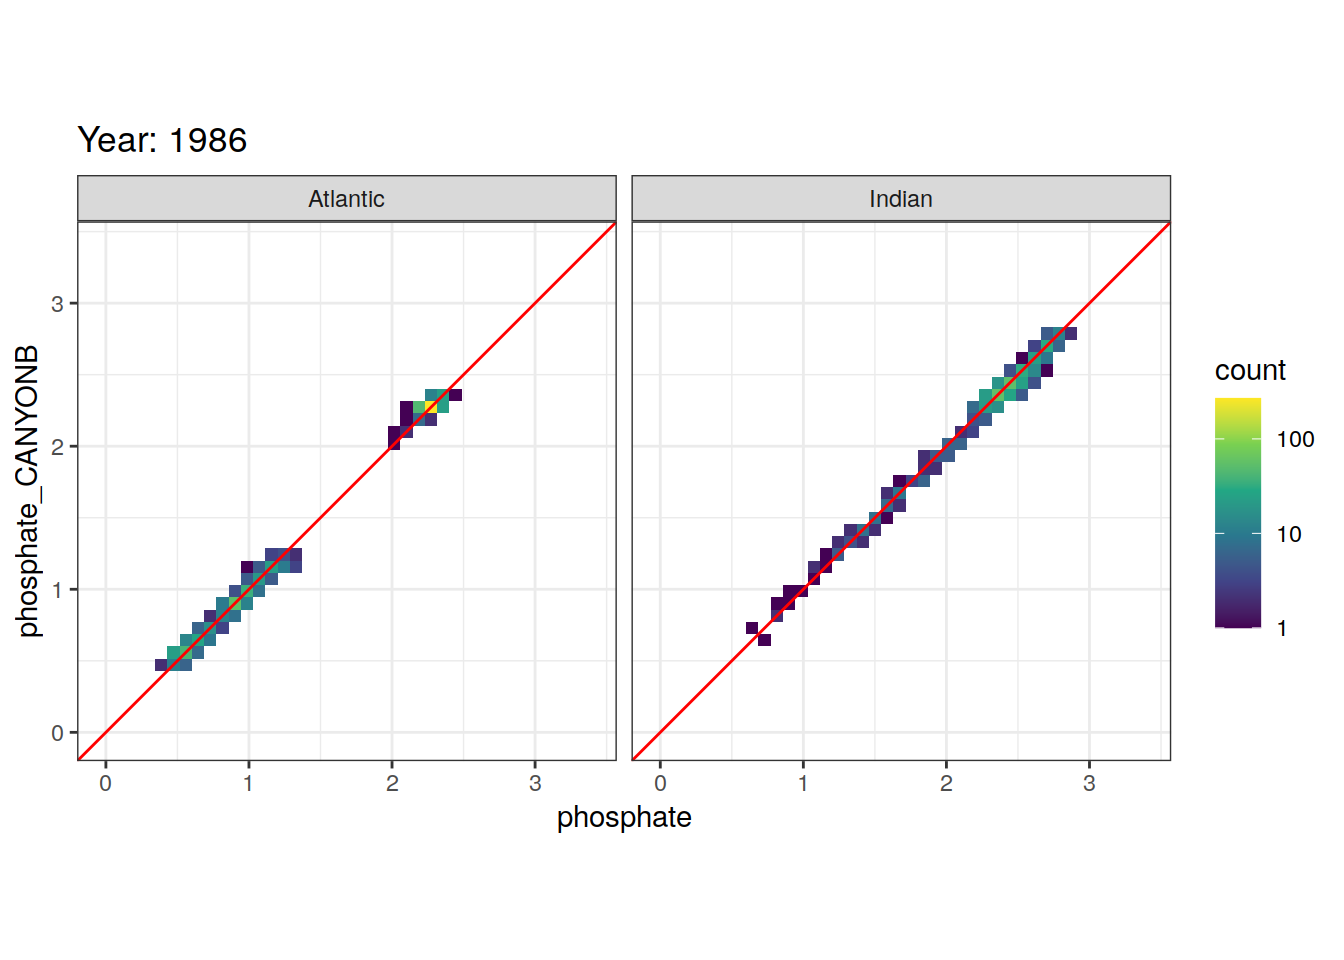 Year: 1986
Atlantic
Indian
phosphate_CANYONB
3
2
1
0
0 1 2 3
0 1 2 3
phosphate
count
100
10
1